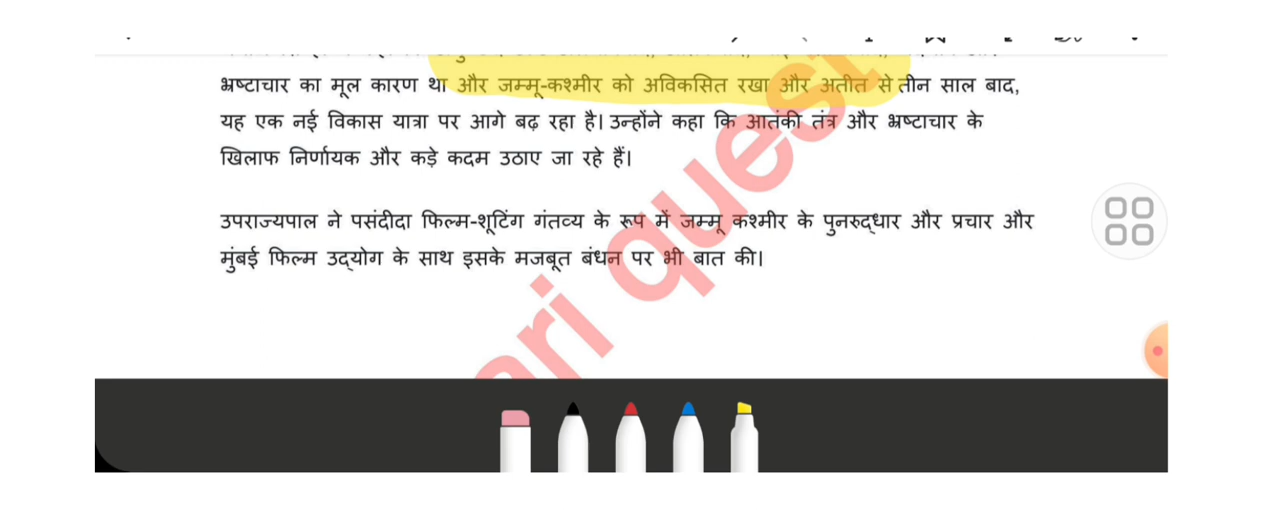 भ्रष्टाचार का मूल कारण था और जम्मू-कश्मीर को अविकसित रखा और अतीत से तीन साल बाद,
यह एक नई विकास यात्रा पर आगे बढ़ रहा है। उन्होंने कहा कि आतंकी तंत्र और भ्रष्टाचार के
खिलाफ निर्णायक और कड़े कदम उठाए जा रहे हैं।
उपराज्यपाल ने पसंदीदा फिल्म-शूटिंग गंतव्य के रूप में जम्मू कश्मीर के पुनरुद्धार और प्रचार और
मुंबई फिल्म उद्योग के साथ इसके मजबूत बंधन पर भी बात की।
ari quest